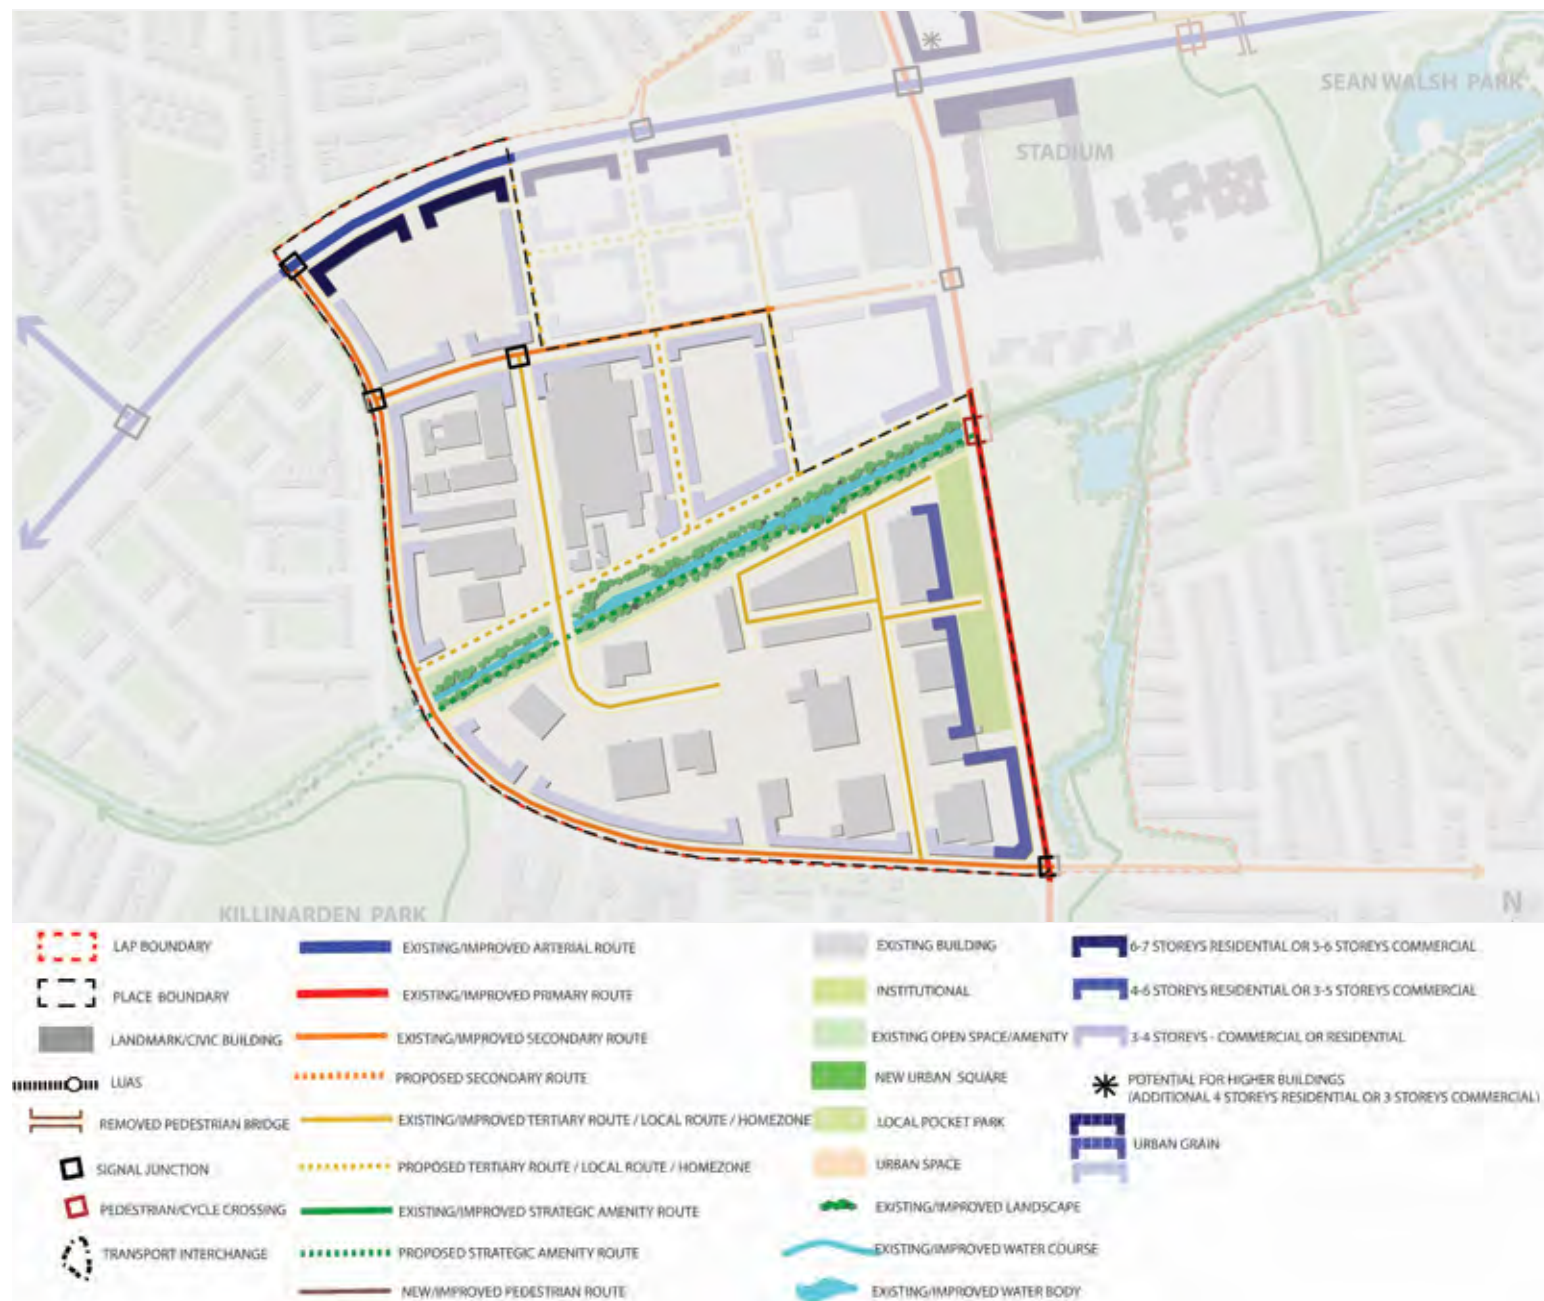 SEAN WALSH PARK
STADIUM
KILLINARDEN PARK
N
LAP BOUNDARY
PLACE BOUNDARY
LANDMARK/CIVIC BUILDING
LUAS
REMOVED PEDESTRIAN BRIDGE
SIGNAL JUNCTION
PEDESTRIAN/CYCLE CROSSING
TRANSPORT INTERCHANGE
EXISTING/IMPROVED ARTERIAL ROUTE
EXISTING/IMPROVED PRIMARY ROUTE
EXISTING/IMPROVED SECONDARY ROUTE
PROPOSED SECONDARY ROUTE
EXISTING/IMPROVED TERTIARY ROUTE / LOCAL ROUTE / HOMEZONE
PROPOSED TERTIARY ROUTE / LOCAL ROUTE / HOMEZONE
EXISTING/IMPROVED STRATEGIC AMENITY ROUTE
PROPOSED STRATEGIC AMENITY ROUTE
NEW/IMPROVED PEDESTRIAN ROUTE
EXISTING BUILDING
INSTITUTIONAL
EXISTING OPEN SPACE/AMENITY
NEW URBAN SQUARE
LOCAL POCKET PARK
URBAN SPACE
EXISTING/IMPROVED LANDSCAPE
EXISTING/IMPROVED WATER COURSE
EXISTING/IMPROVED WATER BODY
6-7 STOREYS RESIDENTIAL OR 5-6 STOREYS COMMERCIAL
4-6 STOREYS RESIDENTIAL OR 3-5 STOREYS COMMERCIAL
3-4 STOREYS - COMMERCIAL OR RESIDENTIAL
POTENTIAL FOR HIGHER BUILDINGS
(ADDITIONAL 4 STOREYS RESIDENTIAL OR 3 STOREYS COMMERCIAL)
URBAN GRAIN